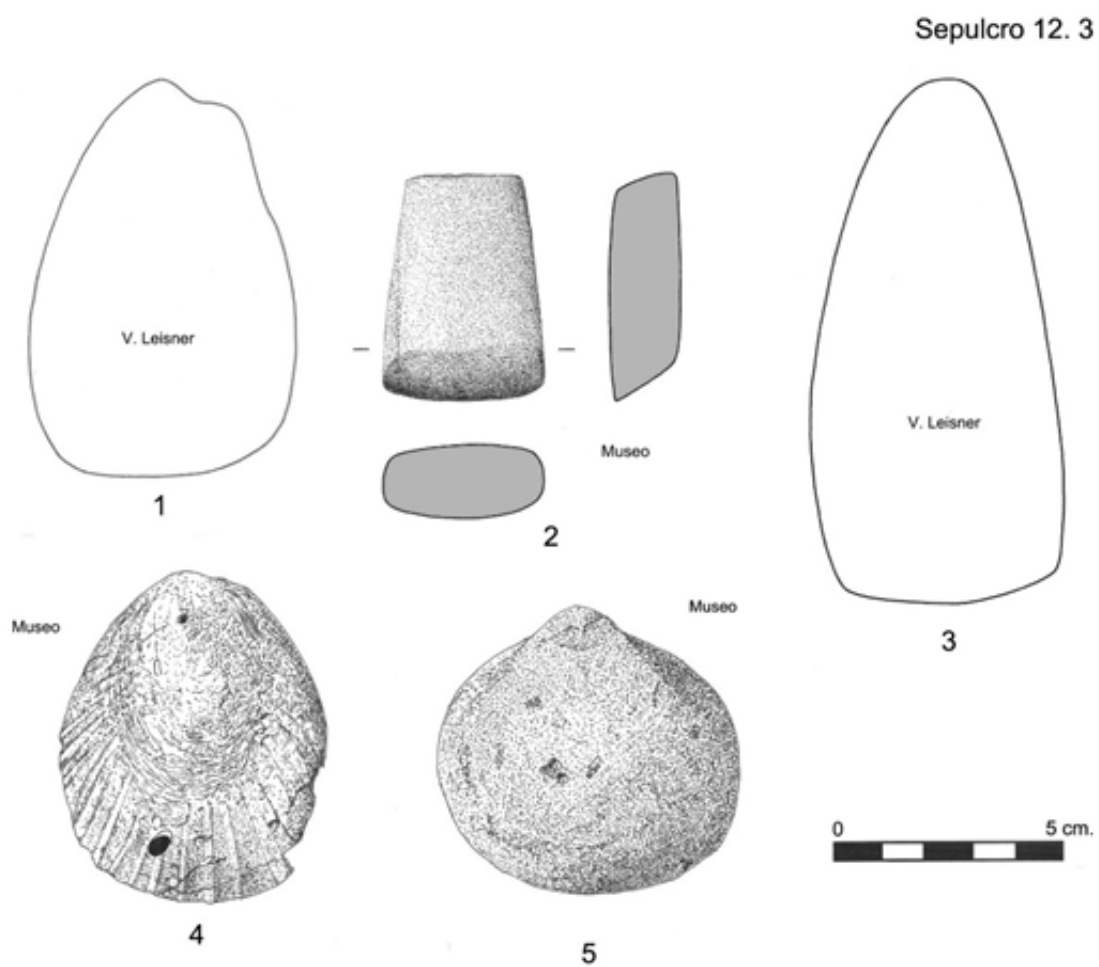 Sepulcro 12. 3
V. Leisner
1
Museo
2
V. Leisner
3
Museo
4
Museo
5
0 5 cm.